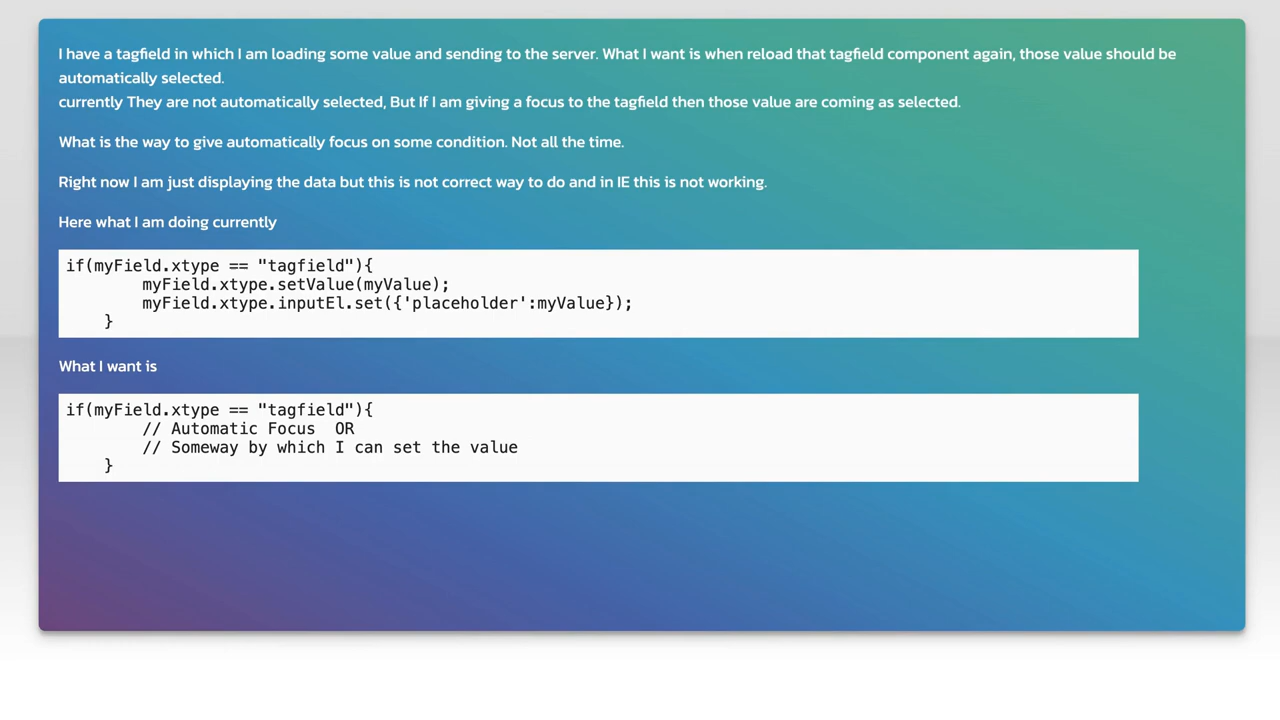 I have a tagfield in which I am loading some value and sending to the server. What I want is when reload that tagfield component again, those value should be
automatically selected.
currently They are not automatically selected, But If I am giving a focus to the tagfield then those value are coming as selected.
What is the way to give automatically focus on some condition. Not all the time.
Right now I am just displaying the data but this is not correct way to do and in IE this is not working.
Here what I am doing currently
if(myField.xtype == "tagfield"){
        myField.xtype.setValue(myValue);
        myField.xtype.inputEl.set({'placeholder':myValue});
    }
What I want is
if(myField.xtype == "tagfield"){
        // Automatic Focus  OR
        // Someway by which I can set the value
    }